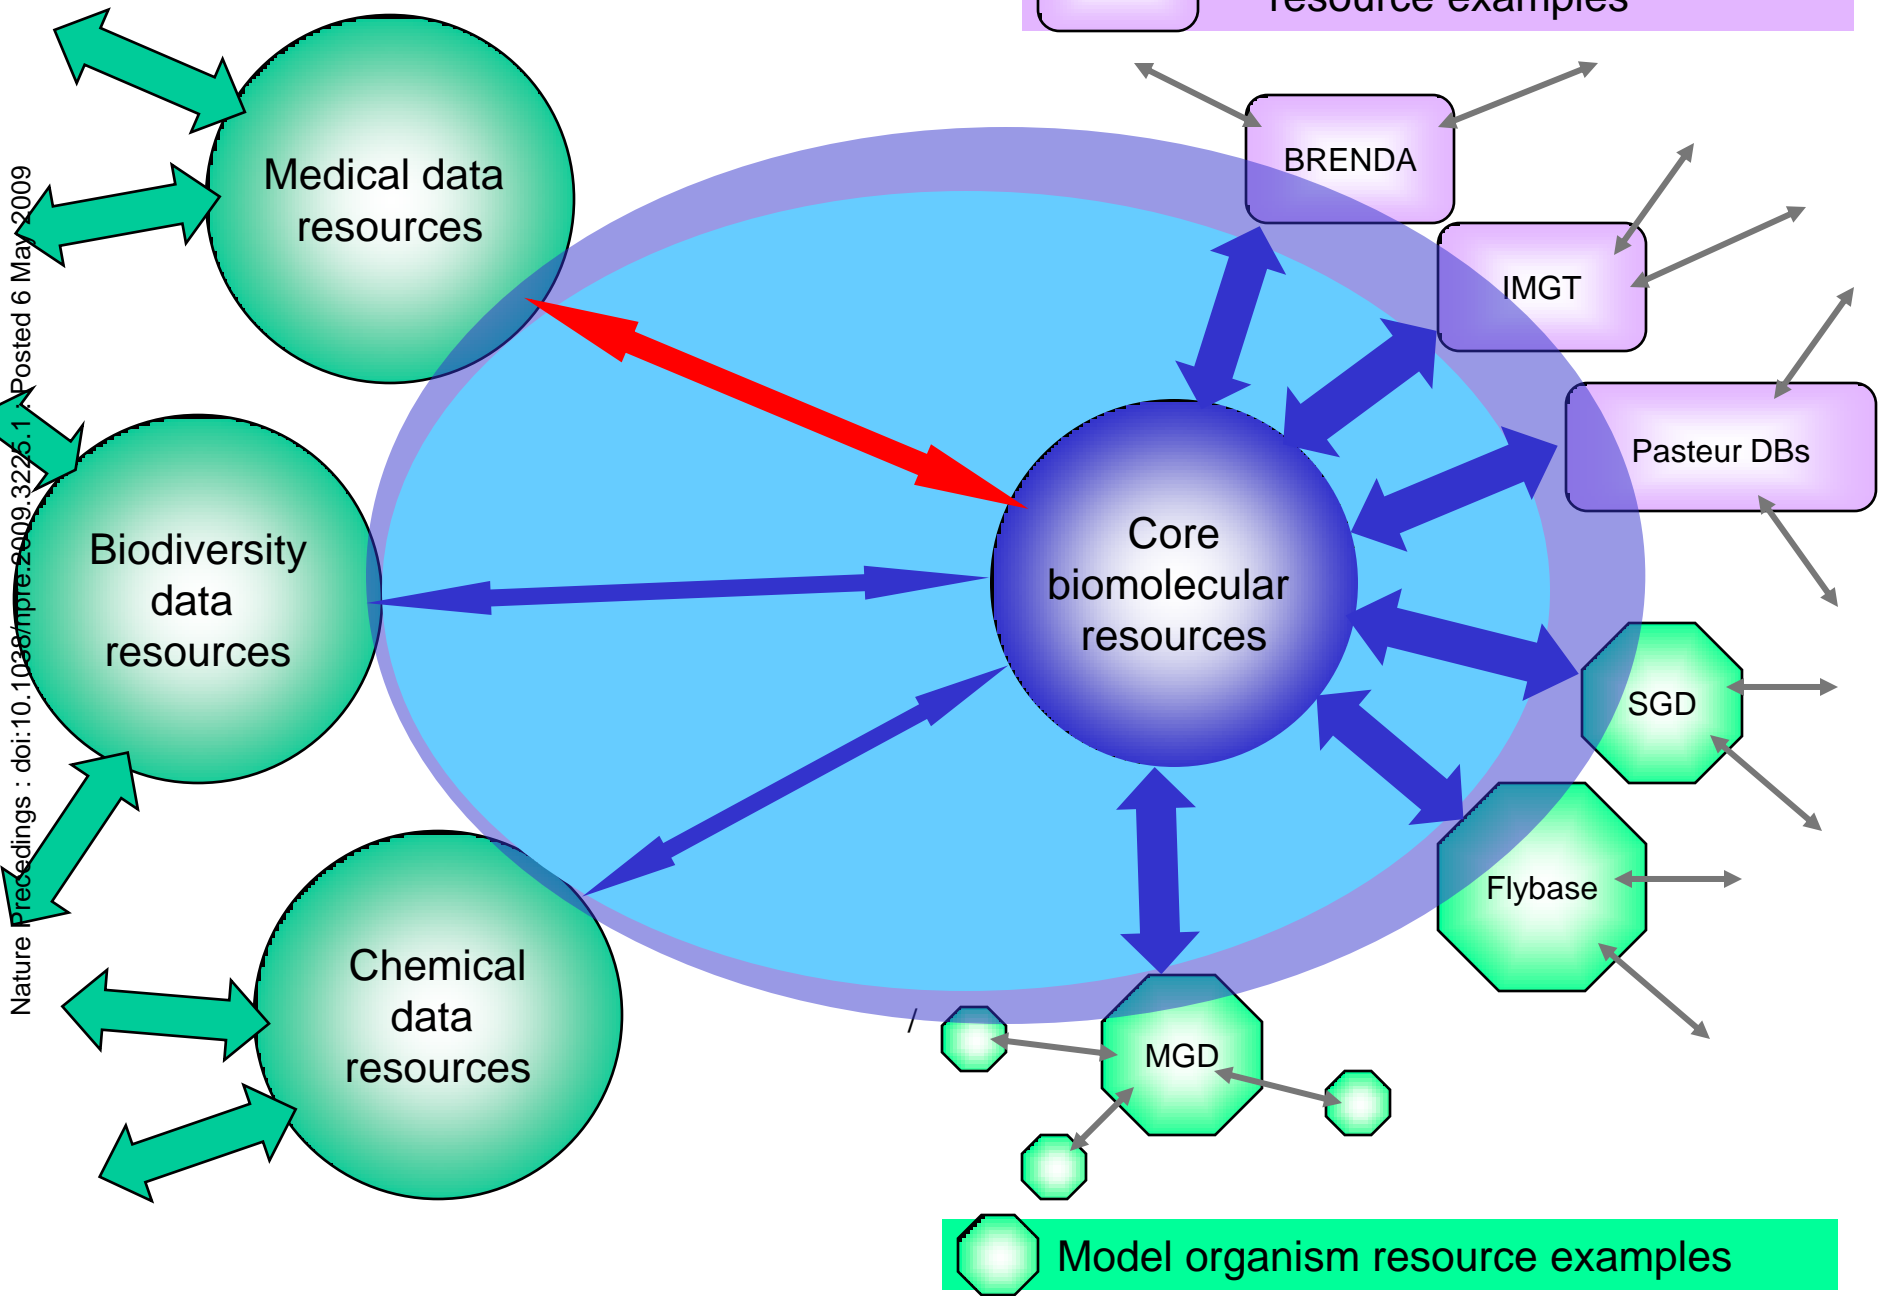 resource examples
BRENDA
Medical data
resources
IMGT
Pasteur DBs
Core
biomolecular
resources
Biodiversity
data
resources
SGD
Flybase
Chemical
data
resources
/
MGD
Model organism resource examples
Nature Precedings : doi:10.1038/npre.2009.3225.1 : Posted 6 May 2009